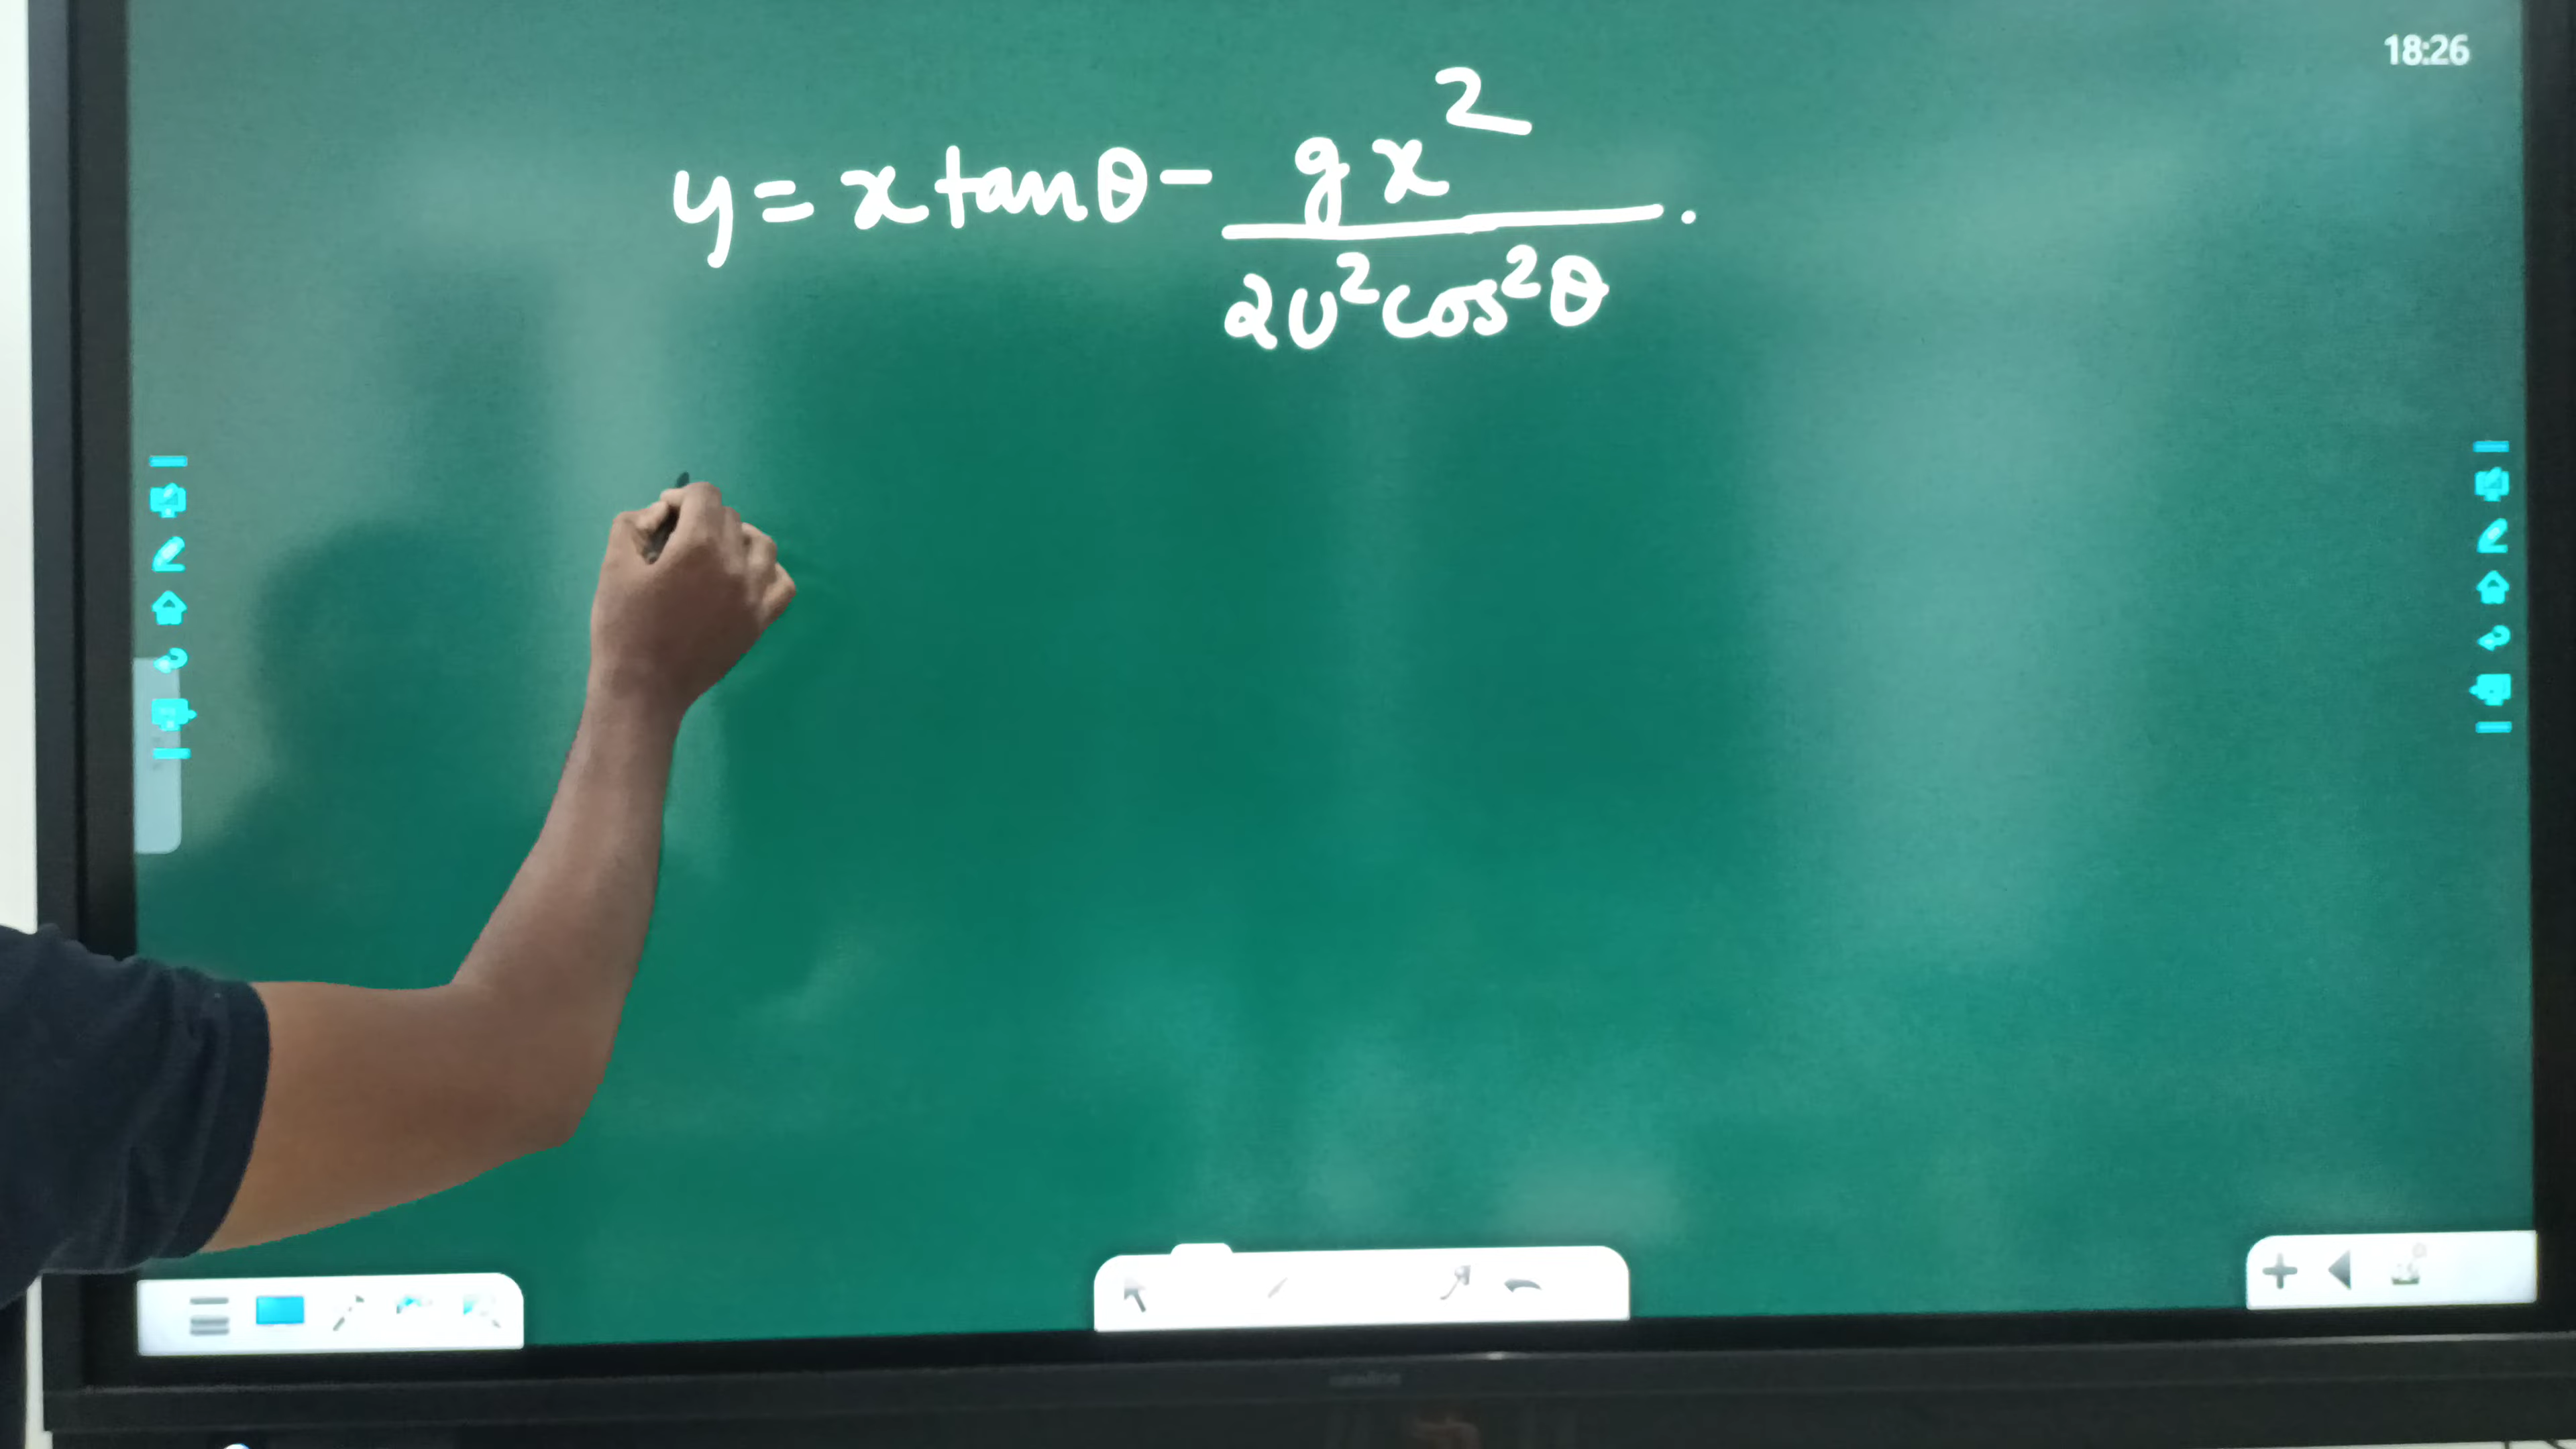 18:26
y = x tanθ - gx²/2u²cos²θ.